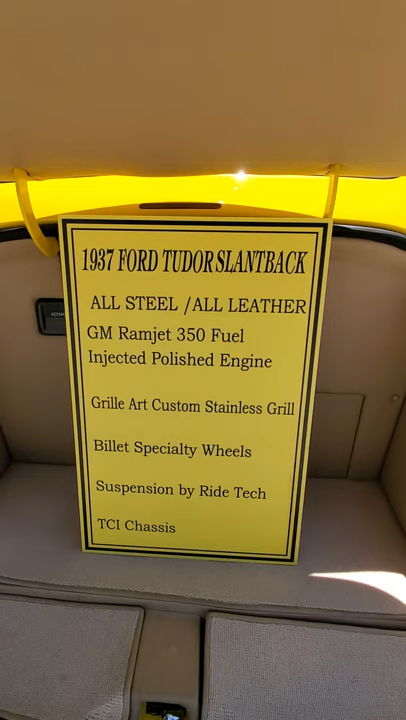 1937 FORD TUDOR SLANTBACK
ALL STEEL /ALL LEATHER
GM Ramjet 350 Fuel
Injected Polished Engine
Grille Art Custom Stainless Grill
Billet Specialty Wheels
Suspension by Ride Tech
TCI Chassis